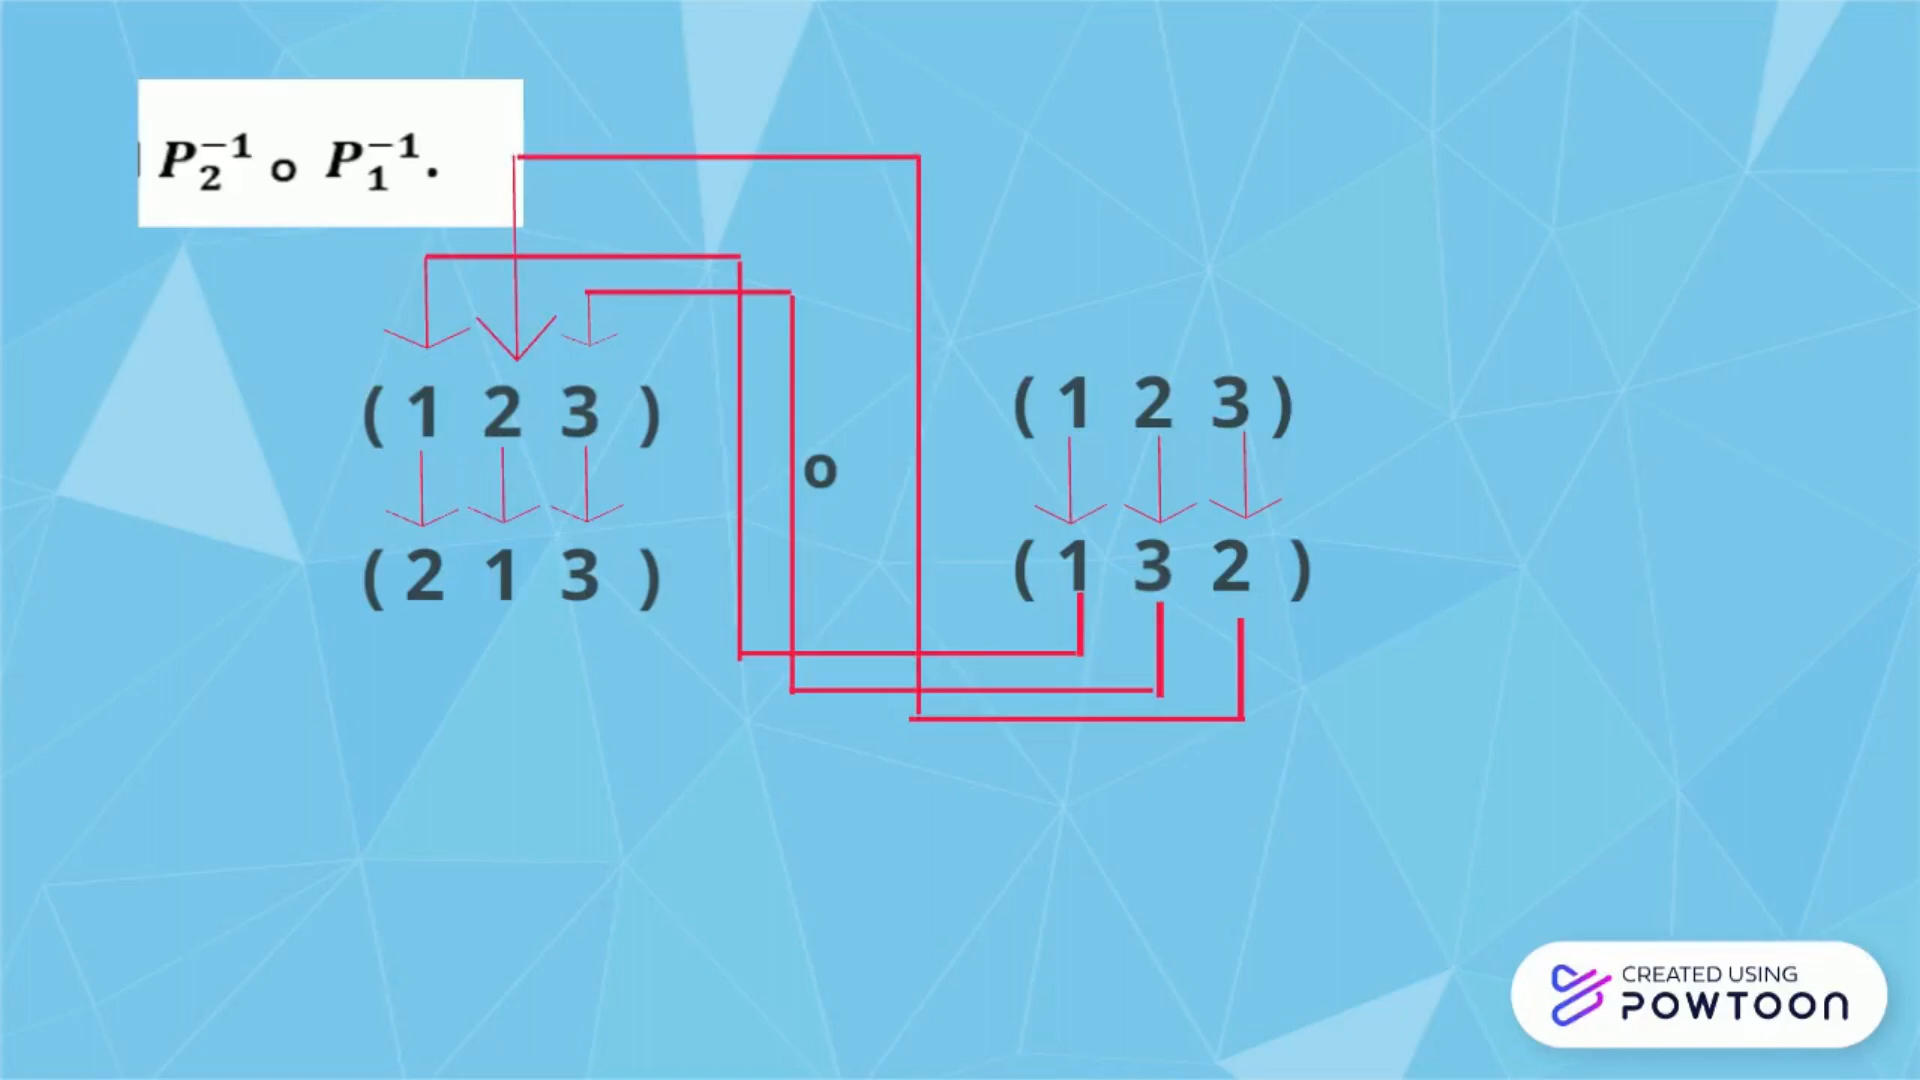 P₂⁻¹ o P₁⁻¹.
( 1 2 3 )
( 2 1 3 )
o
( 1 2 3 )
( 1 3 2 )
CREATED USING
POWTOON